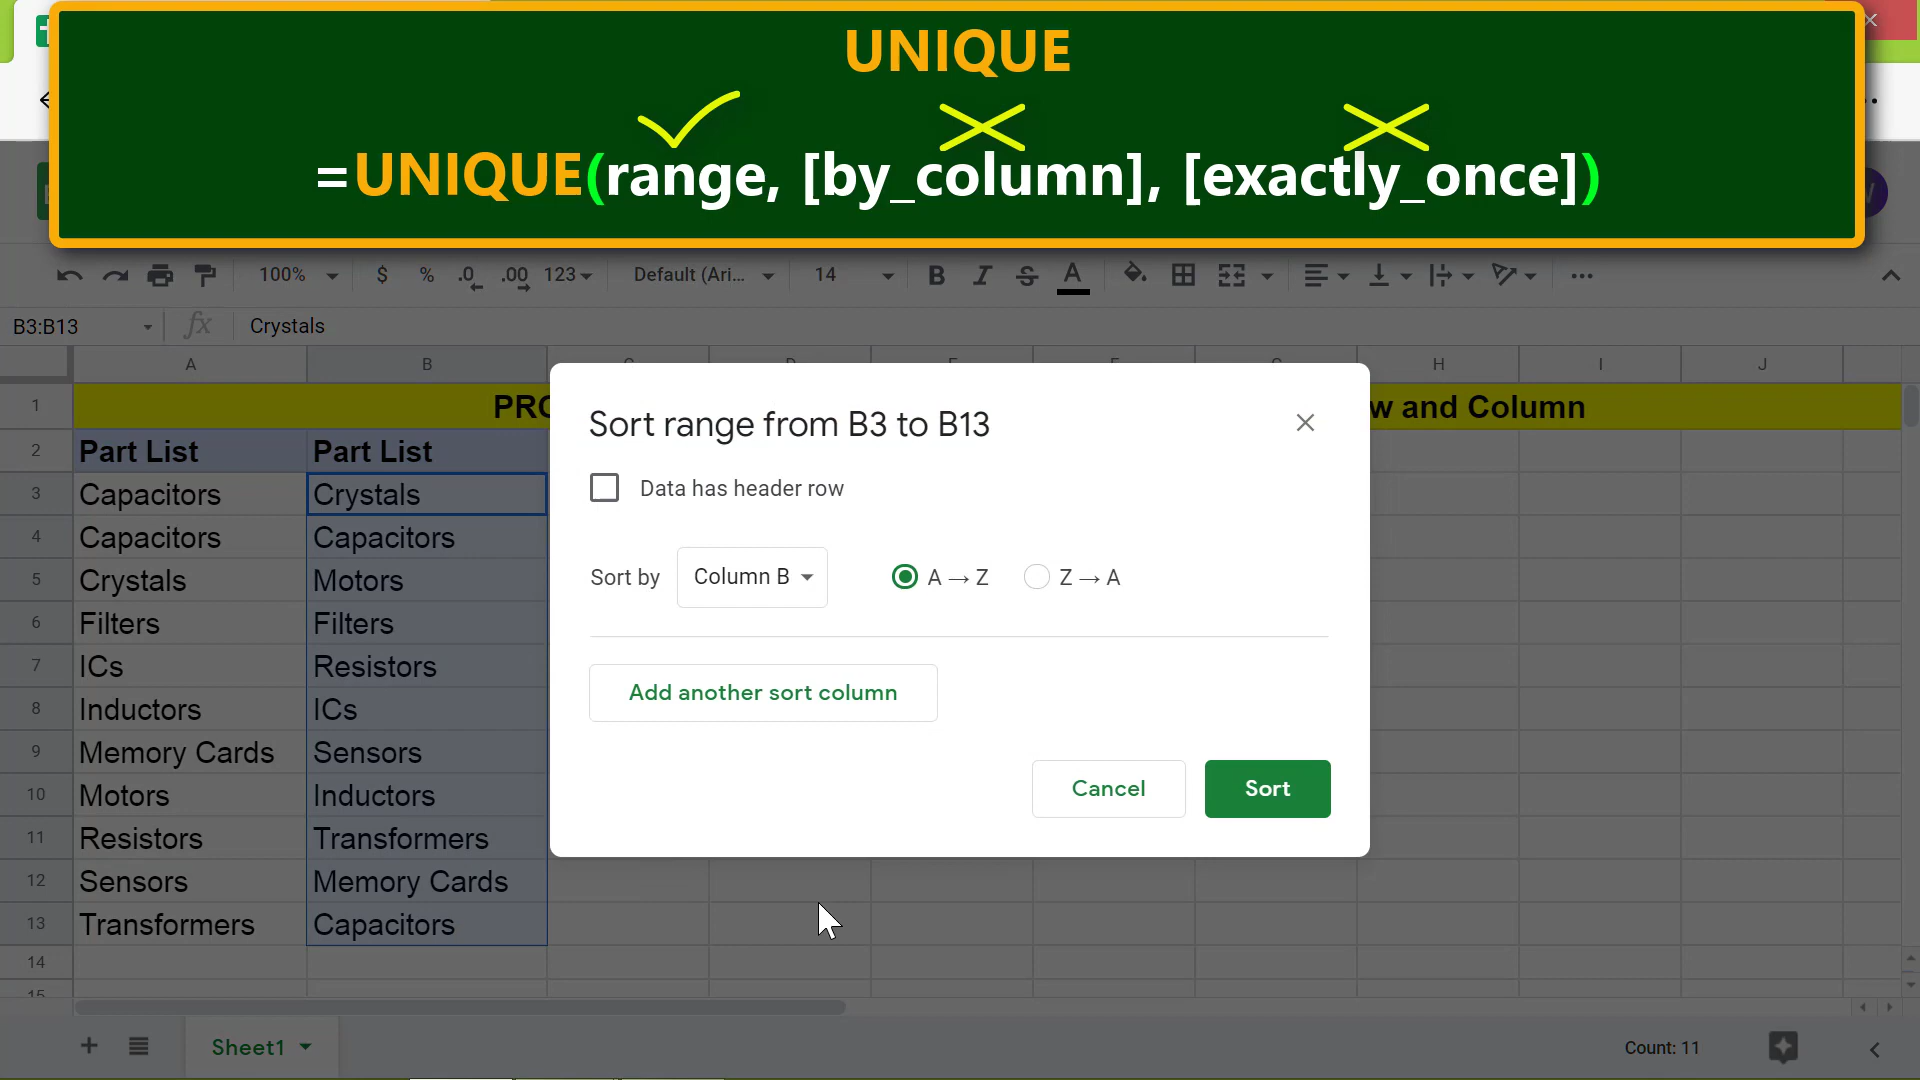 UNIQUE
=UNIQUE(range, [by_column], [exactly_once])
100% $ % .0 .00 123 Default (Ari... 14 B I S A
B3:B13 fx Crystals
A B H I J
1
w and Column
2 Part List Part List
3 Capacitors Crystals
4 Capacitors Capacitors
5 Crystals Motors
6 Filters Filters
7 ICs Resistors
8 Inductors ICs
9 Memory Cards Sensors
10 Motors Inductors
11 Resistors Transformers
12 Sensors Memory Cards
13 Transformers Capacitors
14
15
Sort range from B3 to B13
Data has header row
Sort by Column B A → Z Z → A
Add another sort column
Cancel Sort
Sheet1 Count: 11